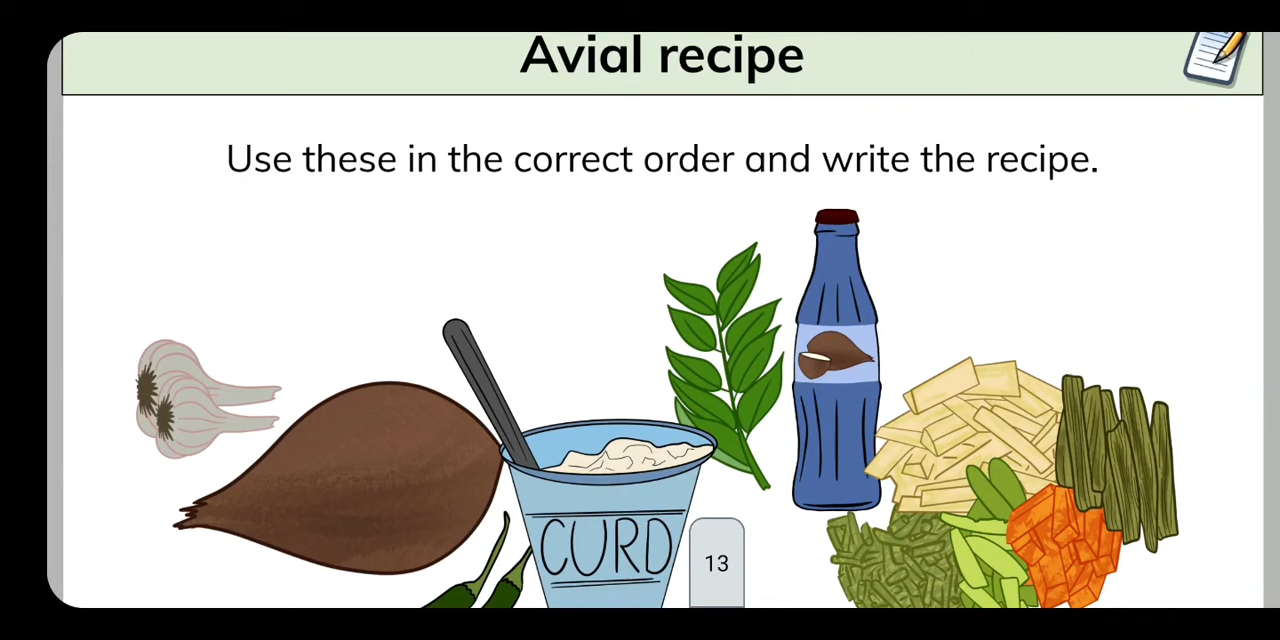 Avial recipe
Use these in the correct order and write the recipe.
CURD
13